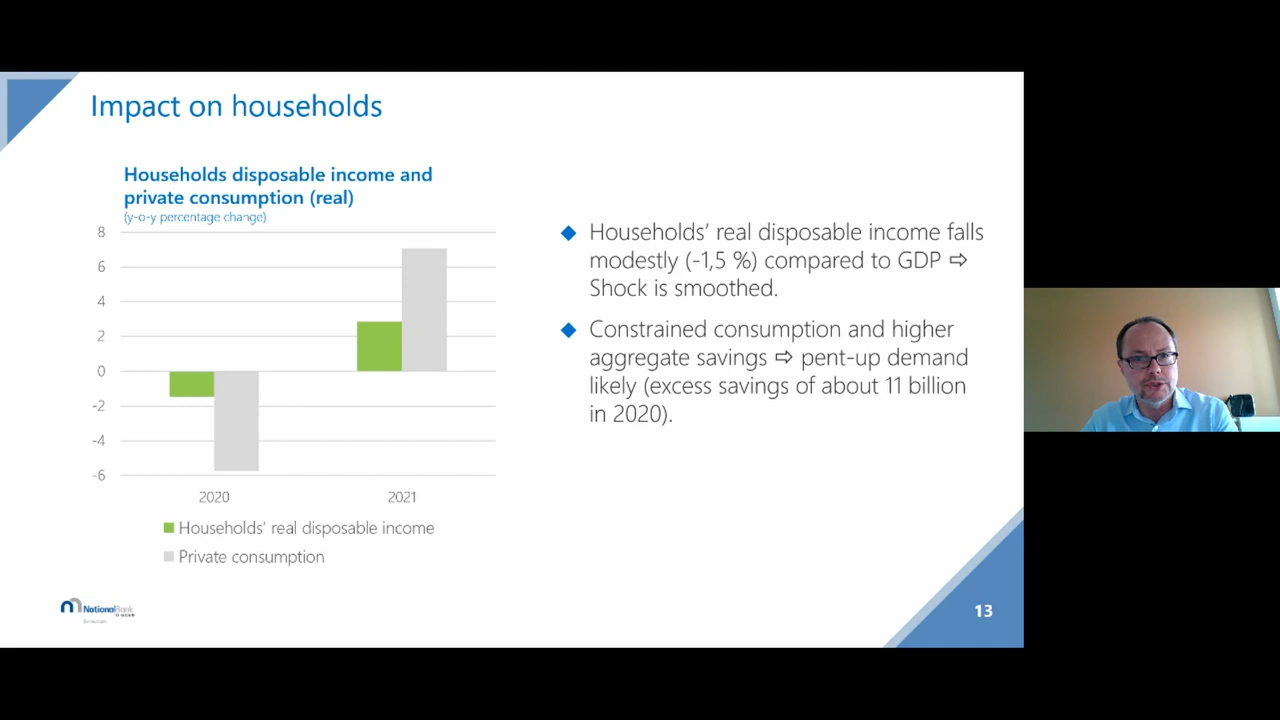 Impact on households
Households disposable income and
private consumption (real)
(y-o-y percentage change)
8
6
4
2
0
-2
-4
-6
2020
2021
Households' real disposable income
Private consumption
◆ Households’ real disposable income falls
modestly (-1,5 %) compared to GDP ⇨
Shock is smoothed.
◆ Constrained consumption and higher
aggregate savings ⇨ pent-up demand
likely (excess savings of about 11 billion
in 2020).
NationalBank
13